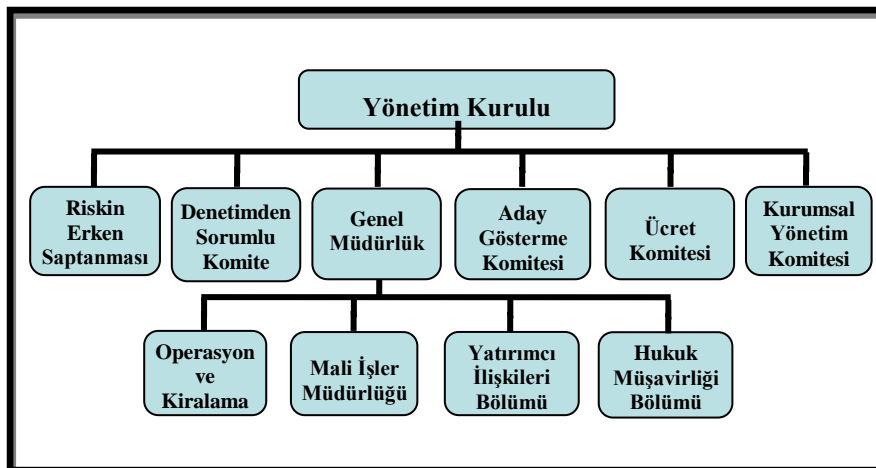 Yönetim Kurulu
Riskin
Erken
Saptanması
Denetimden
Sorumlu
Komite
Genel
Müdürlük
Aday
Gösterme
Komitesi
Ücret
Komitesi
Kurumsal
Yönetim
Komitesi
Operasyon
ve
Kiralama
Mali İşler
Müdürlüğü
Yatırımcı
İlişkileri
Bölümü
Hukuk
Müşavirliği
Bölümü